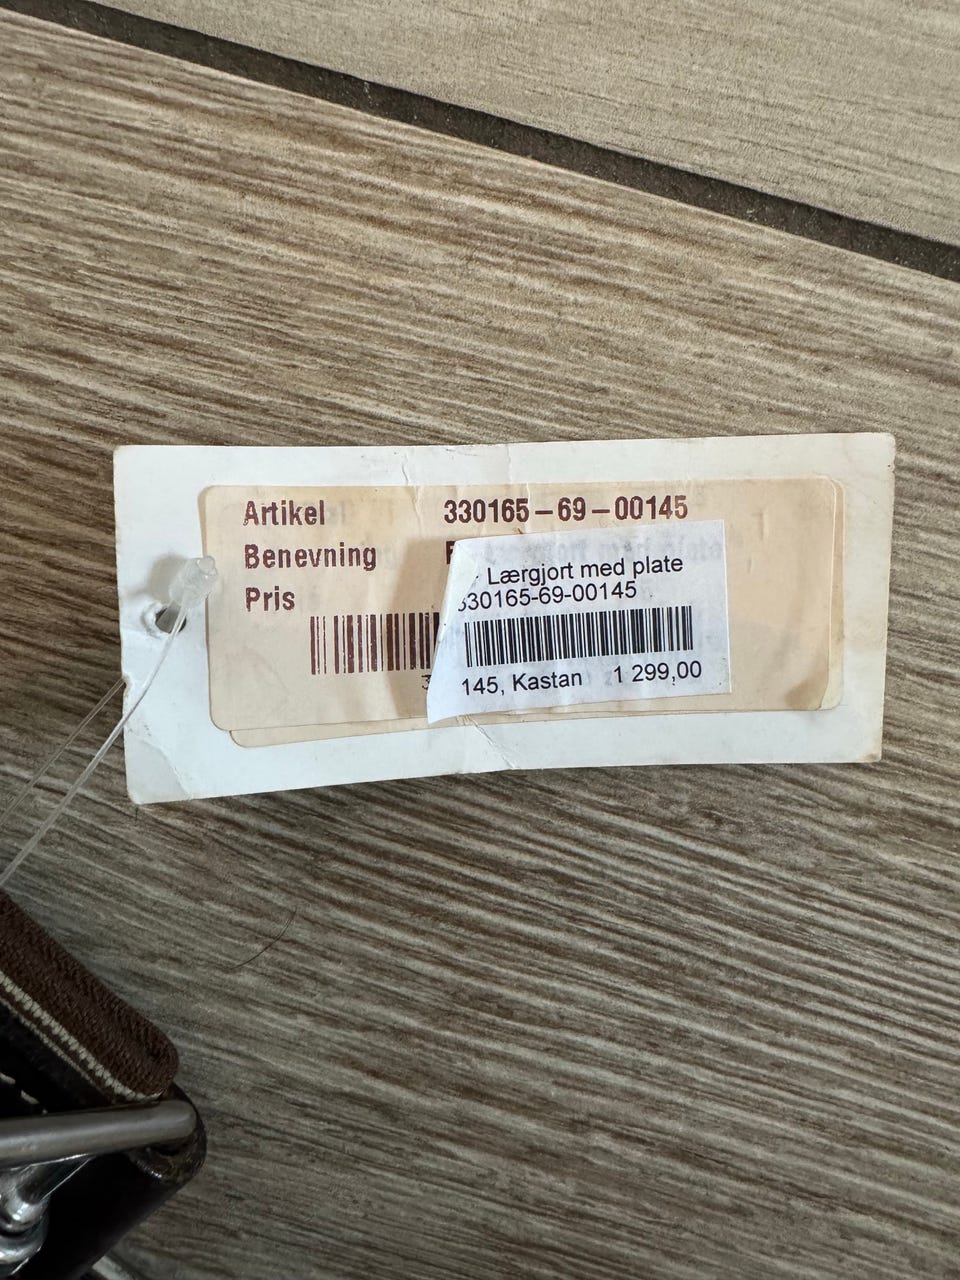 Artikel 330165-69-00145
Benevning
Pris
Lærgjort med plate
330165-69-00145
145, Kastan 1 299,00